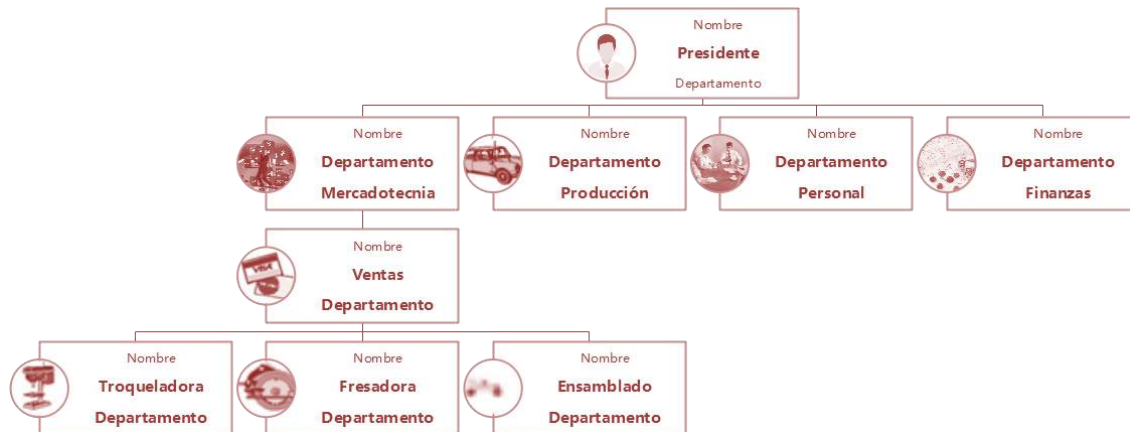 Nombre
Presidente
Departamento
Nombre
Departamento
Mercadotecnia
Nombre
Departamento
Producción
Nombre
Departamento
Personal
Nombre
Departamento
Finanzas
Nombre
Ventas
Departamento
VISA
Nombre
Troqueladora
Departamento
Nombre
Fresadora
Departamento
Nombre
Ensamblado
Departamento